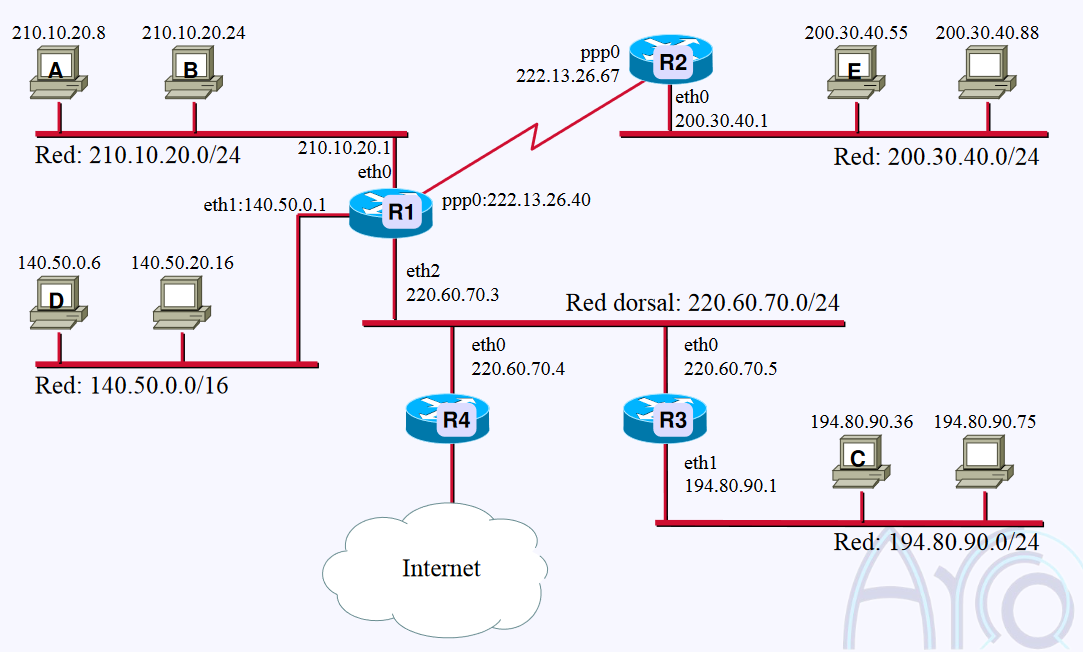 210.10.20.8
210.10.20.24
A
B
Red: 210.10.20.0/24
210.10.20.1
eth0
ppp0
222.13.26.67
R2
eth0
200.30.40.1
200.30.40.55
200.30.40.88
E
Red: 200.30.40.0/24
eth1:140.50.0.1
R1
ppp0:222.13.26.40
140.50.0.6
140.50.20.16
D
Red: 140.50.0.0/16
eth2
220.60.70.3
Red dorsal: 220.60.70.0/24
eth0
220.60.70.4
eth0
220.60.70.5
R4
R3
eth1
194.80.90.1
194.80.90.36
194.80.90.75
C
Red: 194.80.90.0/24
Internet
Arco